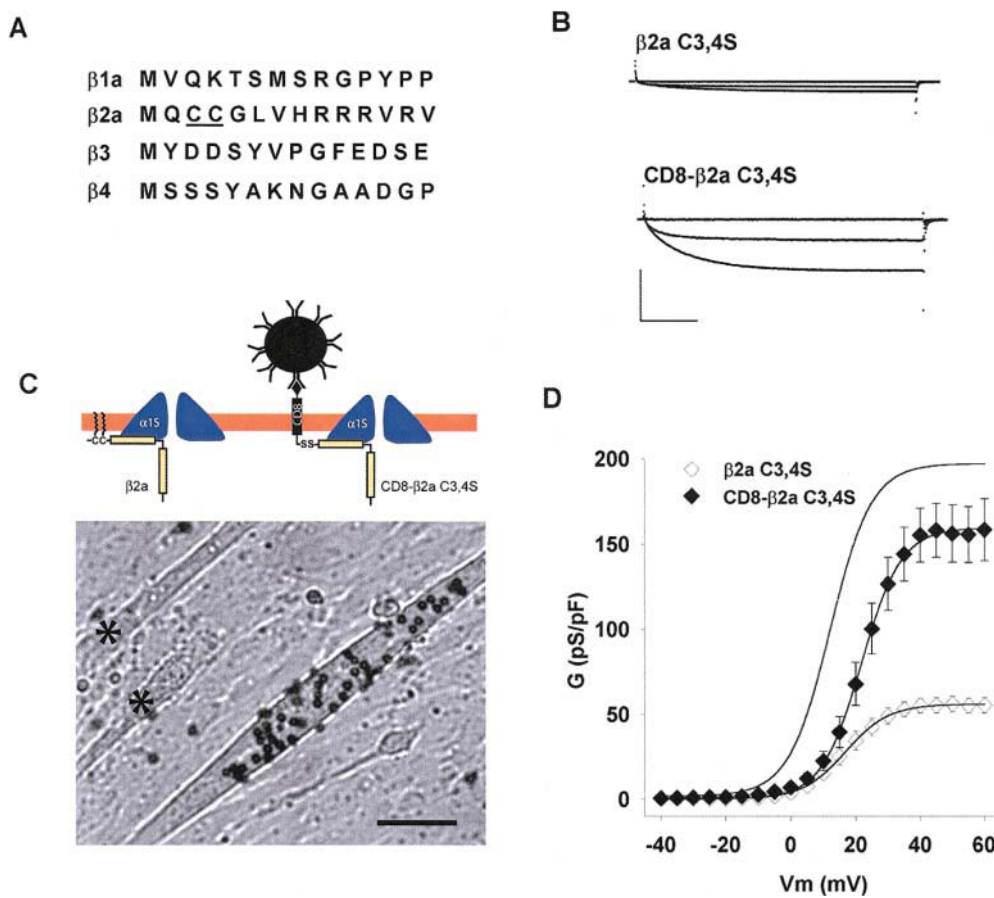 A
β1a M V Q K T S M S R G P Y P P
β2a M Q C C G L V H R R R V R V
β3 M Y D D S Y V P G F E D S E
β4 M S S S Y A K N G A A D G P
B
β2a C3,4S
CD8-β2a C3,4S
C
α1S
CD8
α1S
-CC
SS
β2a
CD8-β2a C3,4S
*
*
D
β2a C3,4S
CD8-β2a C3,4S
200
150
100
50
0
G (pS/pF)
-40 -20 0 20 40 60
Vm (mV)